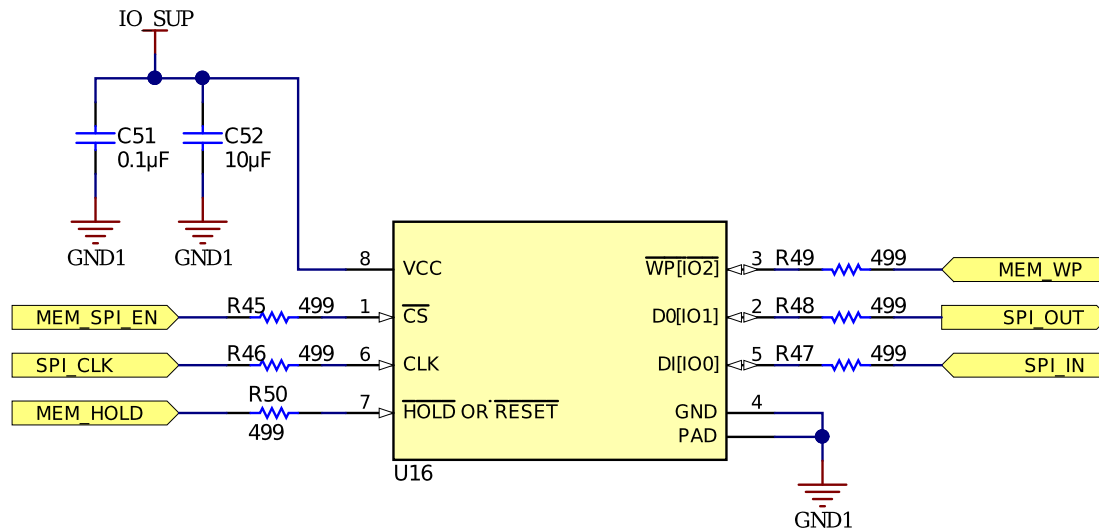 IO_SUP
C51
0.1µF
C52
10µF
GND1
GND1
8
VCC
MEM_SPI_EN
R45
499
1
CS
SPI_CLK
R46
499
6
CLK
MEM_HOLD
R50
499
7
HOLD OR RESET
WP[IO2]
3
R49
499
MEM_WP
D0[IO1]
2
R48
499
SPI_OUT
DI[IO0]
5
R47
499
SPI_IN
GND
4
PAD
U16
GND1